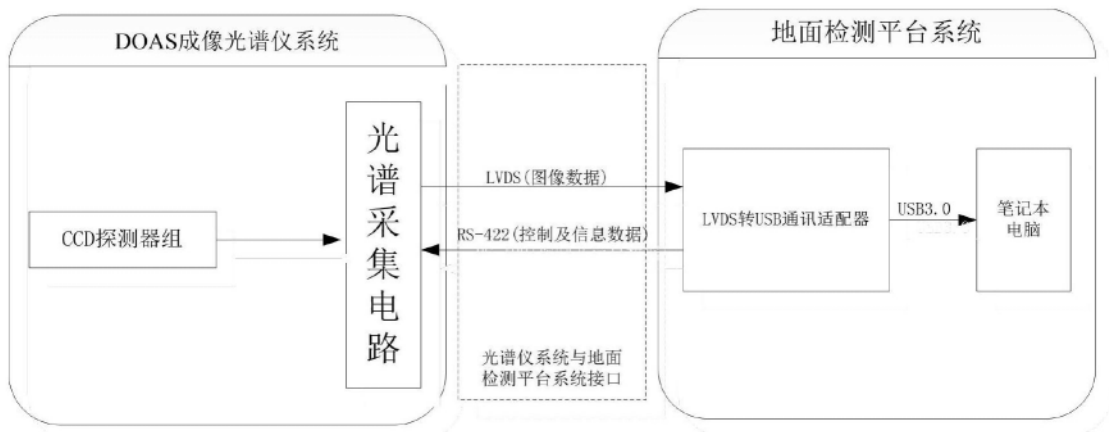 DOAS成像光谱仪系统
地面检测平台系统
光
谱
采
集
电
路
CCD探测器组
LVDS(图像数据)
RS-422(控制及信息数据)
LVDS转USB通讯适配器
USB3.0
笔记本
电脑
光谱仪系统与地面
检测平台系统接口